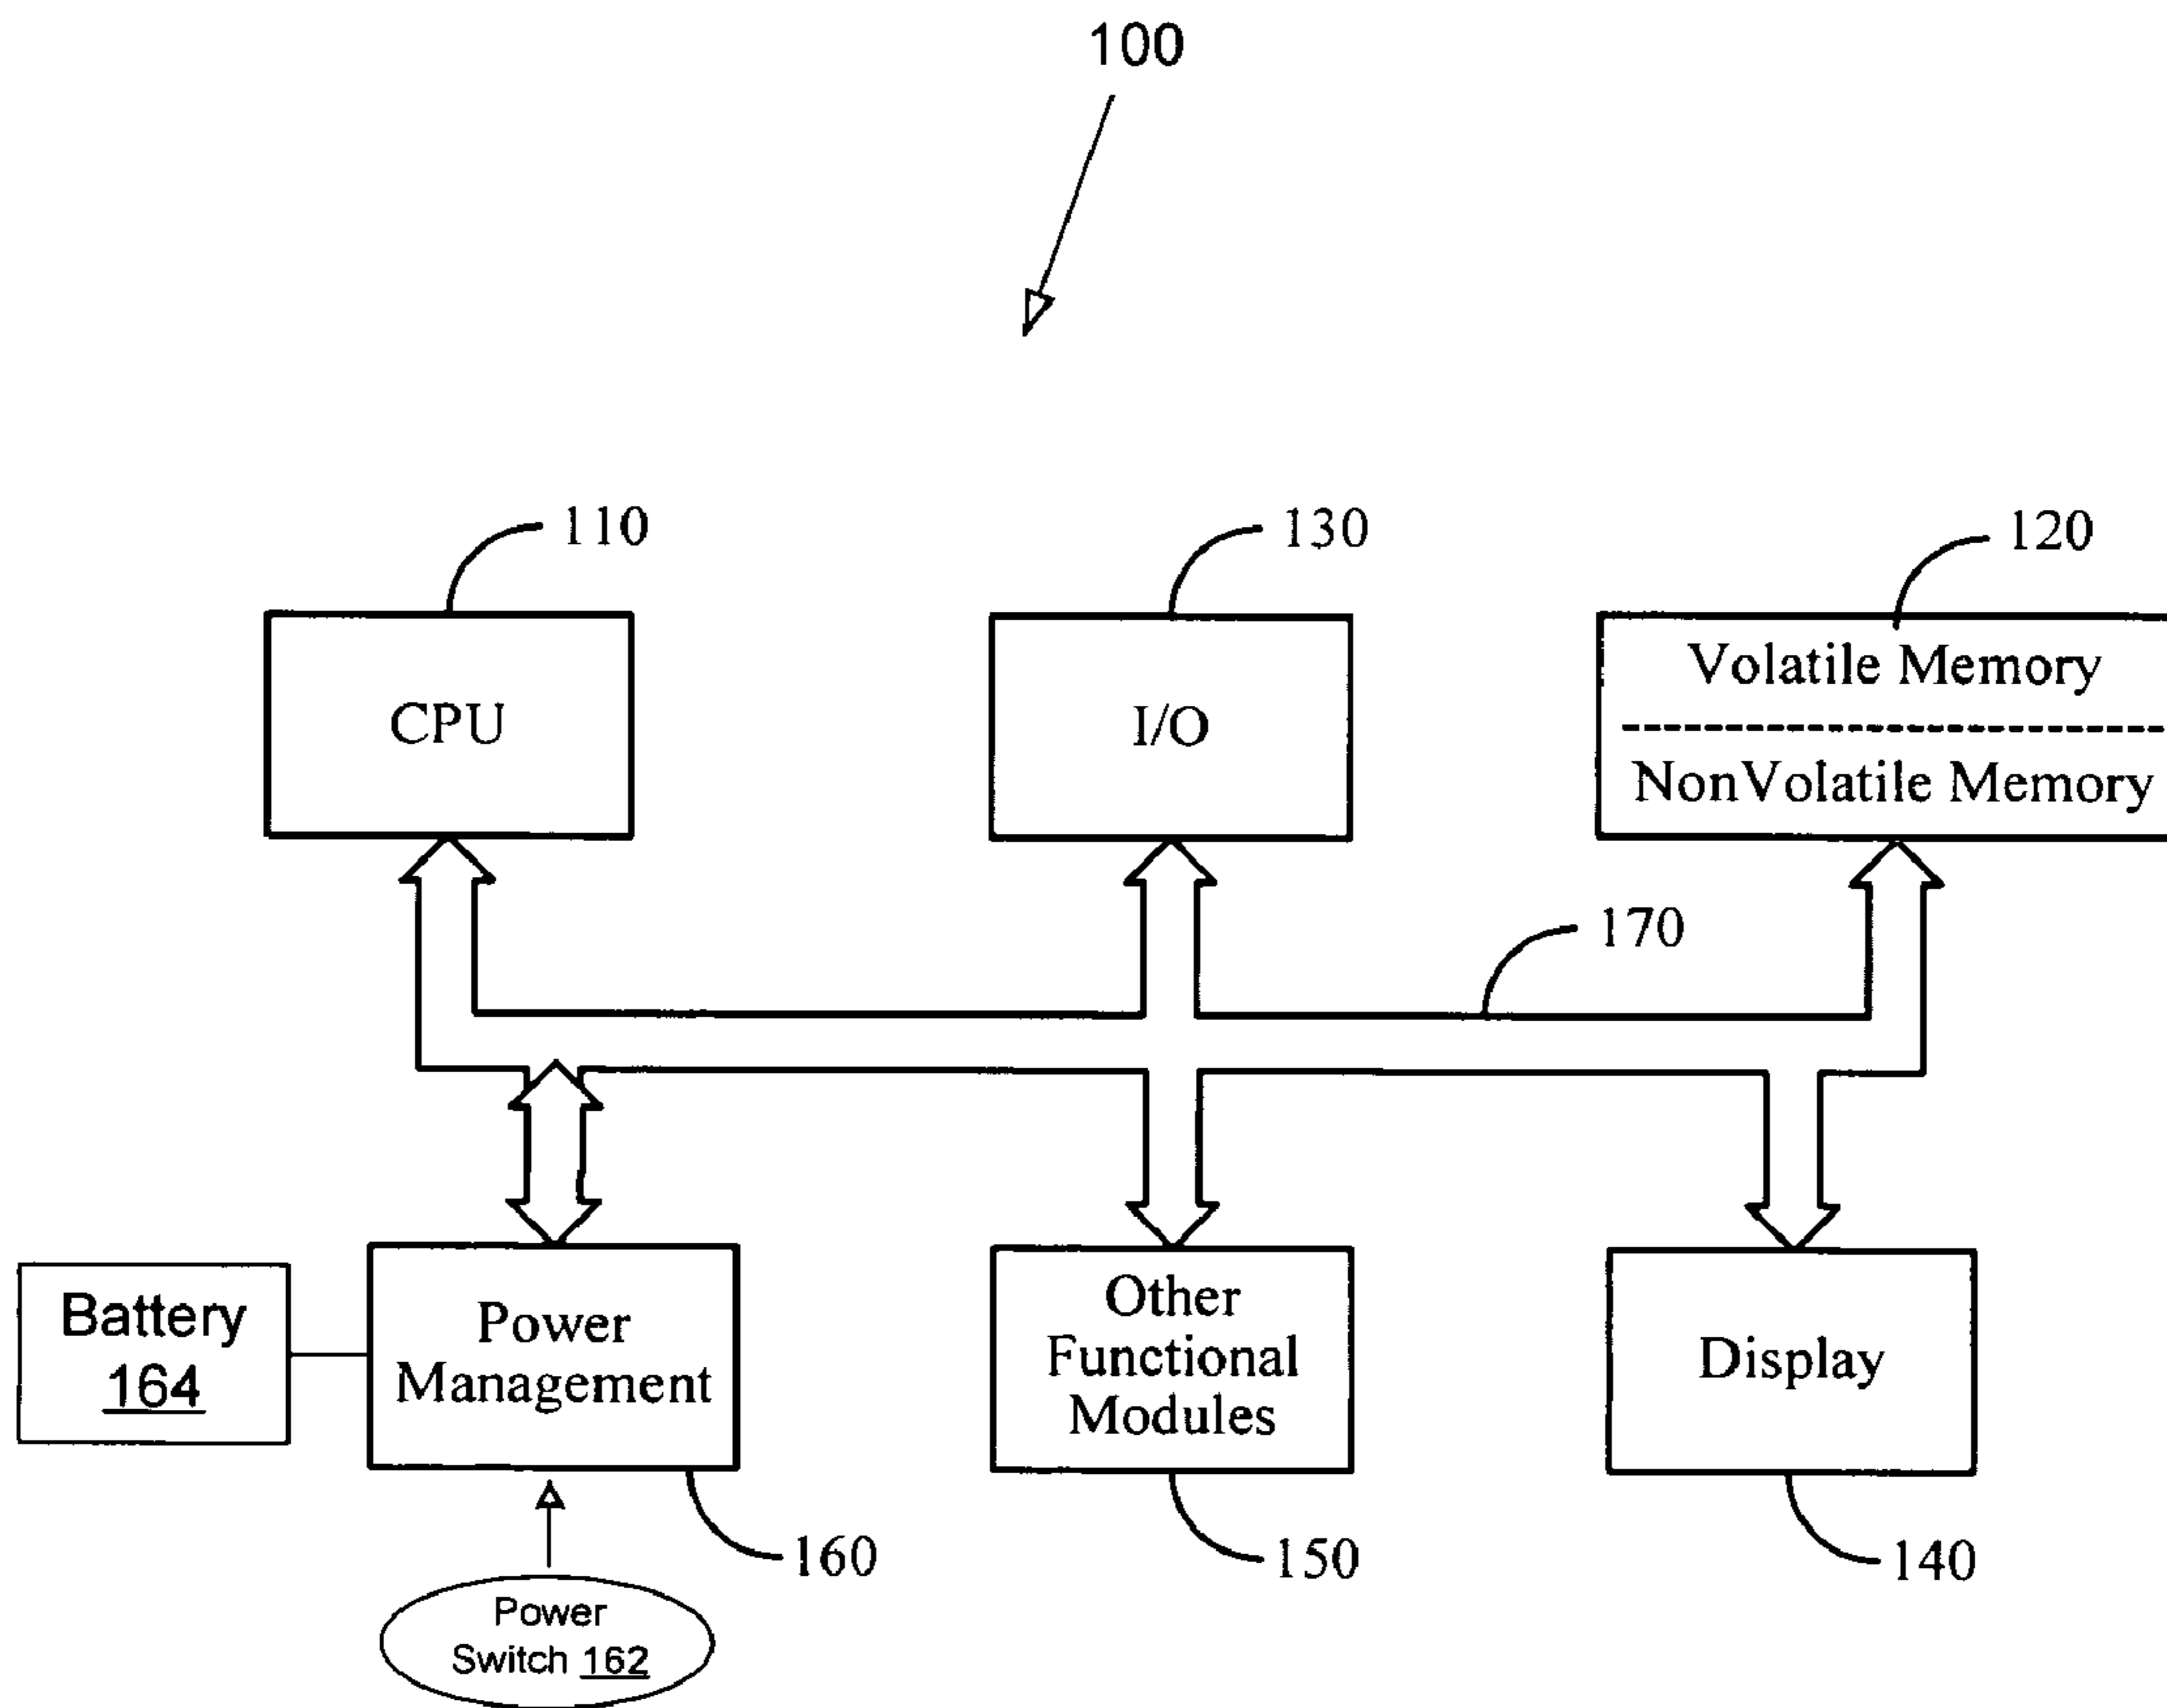 100
110
130
120
CPU
I/O
Volatile Memory
NonVolatile Memory
170
Battery
164
Power
Management
Other
Functional
Modules
Display
160
150
140
Power
Switch 162